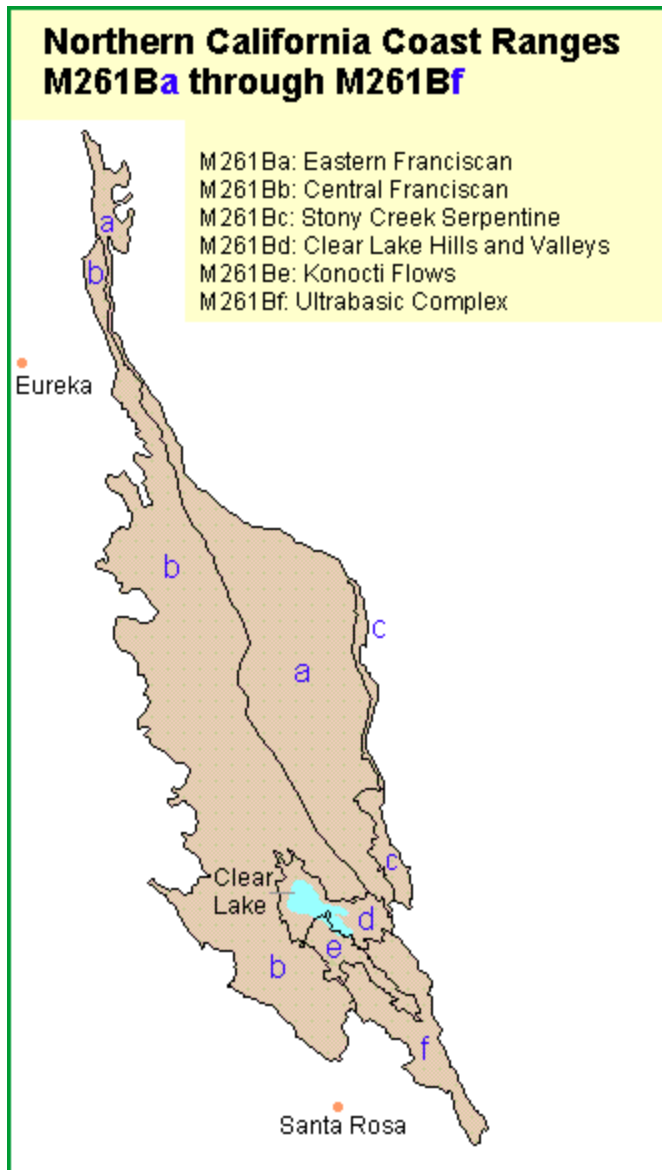 Northern California Coast Ranges
M261Ba through M261Bf
M261Ba: Eastern Franciscan
M261Bb: Central Franciscan
M261Bc: Stony Creek Serpentine
M261Bd: Clear Lake Hills and Valleys
M261Be: Konocti Flows
M261Bf: Ultrabasic Complex
a
b
Eureka
b
c
a
c
Clear
Lake
d
e
b
f
Santa Rosa